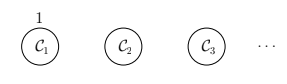 1
𝒞₁ 𝒞₂ 𝒞₃ ⋯